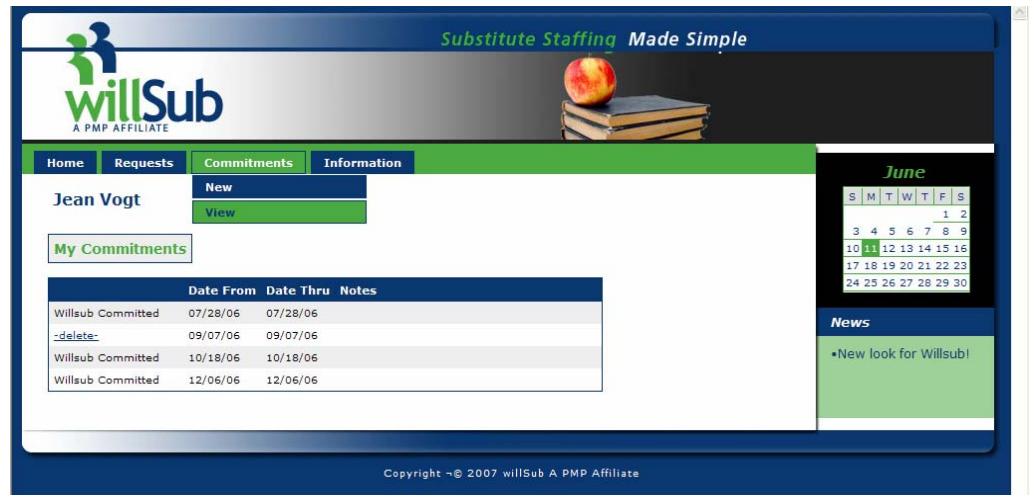 Substitute Staffing Made Simple
willSub
A PMP AFFILIATE
Home Requests Commitments Information
New
View
Jean Vogt
My Commitments
Date From Date Thru Notes
Willsub Committed 07/28/06 07/28/06
-delete- 09/07/06 09/07/06
Willsub Committed 10/18/06 10/18/06
Willsub Committed 12/06/06 12/06/06
June
S M T W T F S
1 2
3 4 5 6 7 8 9
10 11 12 13 14 15 16
17 18 19 20 21 22 23
24 25 26 27 28 29 30
News
•New look for Willsub!
Copyright ¬© 2007 willSub A PMP Affiliate